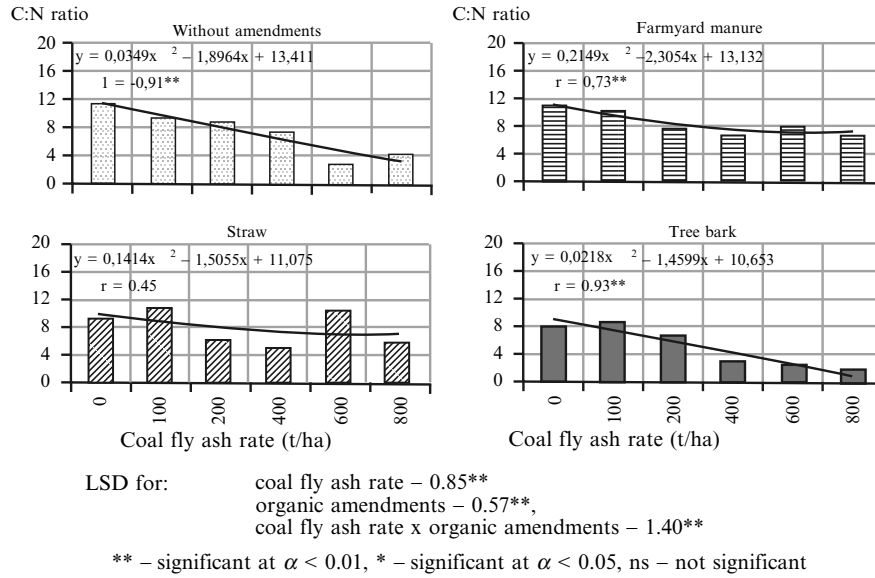 C:N ratio
C:N ratio
Without amendments
20
16
12
8
4
0
y = 0,0349x 2 – 1,8964x + 13,411
1 = -0,91**
Farmyard manure
20
16
12
8
4
0
y = 0,2149x 2 –2,3054x + 13,132
r = 0,73**
Straw
20
16
12
8
4
0
y = 0,1414x 2 – 1,5055x + 11,075
r = 0.45
0 100 200 400 600 800
Coal fly ash rate (t/ha)
Tree bark
20
16
12
8
4
0
y = 0,0218x 2 – 1,4599x + 10,653
r = 0.93**
0 100 200 400 600 800
Coal fly ash rate (t/ha)
LSD for: coal fly ash rate – 0.85**
organic amendments – 0.57**,
coal fly ash rate x organic amendments – 1.40**
** – significant at α < 0.01, * – significant at α < 0.05, ns – not significant